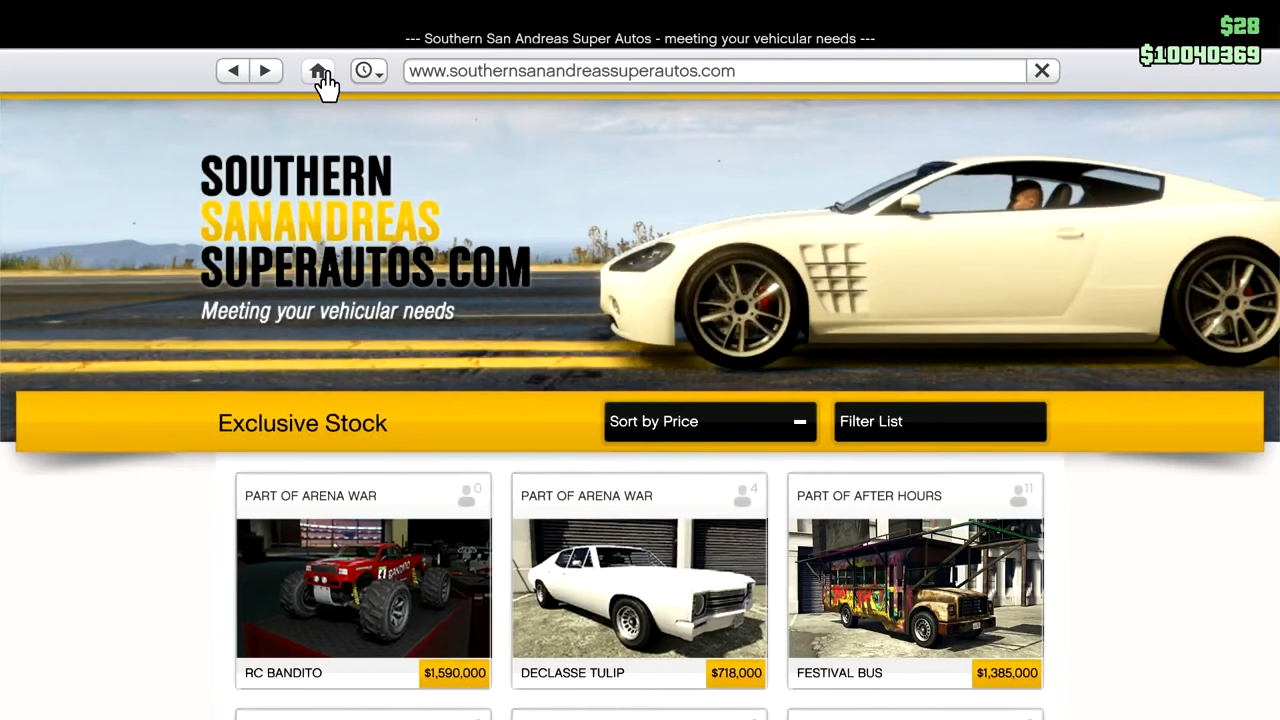 --- Southern San Andreas Super Autos - meeting your vehicular needs ---
$28
$10040369
www.southernsanandreassuperautos.com
SOUTHERN
SANANDREAS
SUPERAUTOS.COM
Meeting your vehicular needs
Exclusive Stock
Sort by Price
Filter List
PART OF ARENA WAR
0
PART OF ARENA WAR
4
PART OF AFTER HOURS
11
BANDITO
RC BANDITO
$1,590,000
DECLASSE TULIP
$718,000
FESTIVAL BUS
$1,385,000